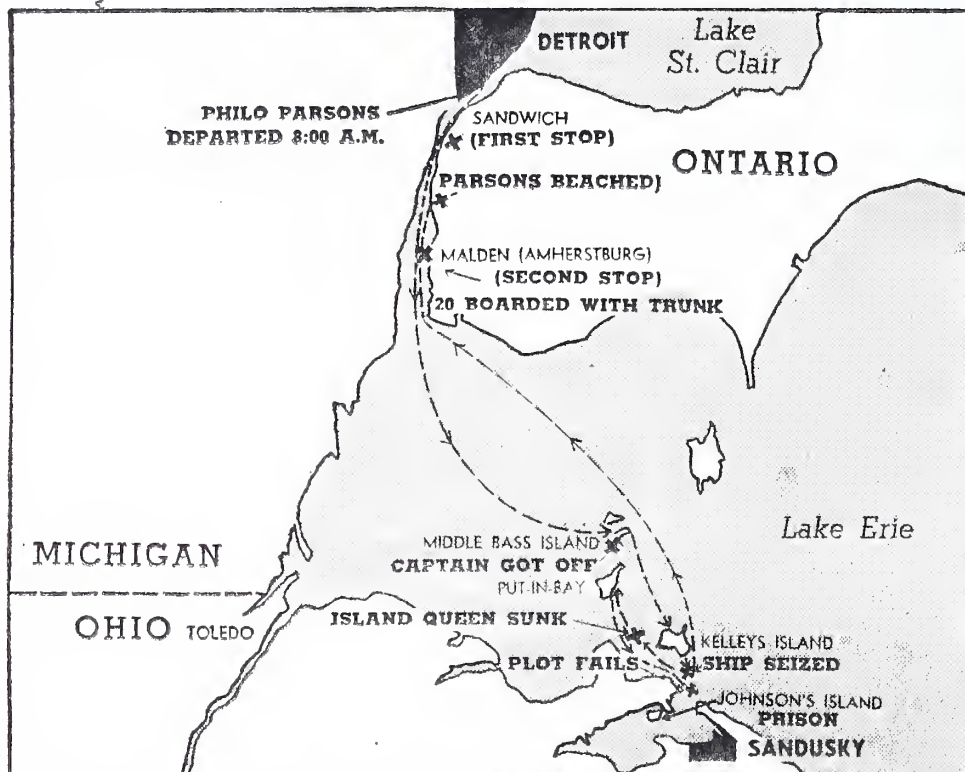 DETROIT
Lake
St. Clair
PHILO PARSONS
DEPARTED 8:00 A.M.
SANDWICH
(FIRST STOP)
ONTARIO
PARSONS BEACHED)
MALDEN (AMHERSTBURG)
(SECOND STOP)
20 BOARDED WITH TRUNK
Lake Erie
MICHIGAN
MIDDLE BASS ISLAND
CAPTAIN GOT OFF
PUT-IN-BAY
OHIO
TOLEDO
ISLAND QUEEN SUNK
KELLEYS ISLAND
PLOT FAILS
SHIP SEIZED
JOHNSON'S ISLAND
PRISON
SANDUSKY